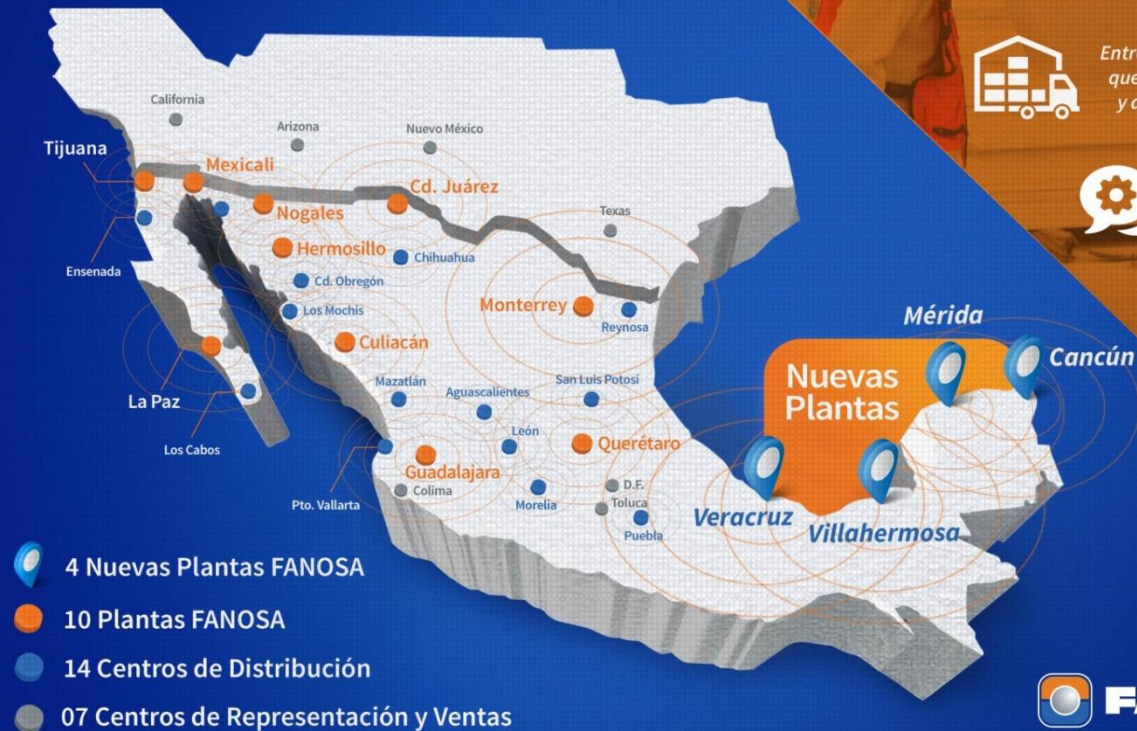 Entr
que
y a
California
Arizona
Nuevo México
Tijuana
Mexicali
Cd. Juárez
Nogales
Texas
Hermosillo
Chihuahua
Ensenada
Cd. Obregón
Los Mochis
Monterrey
Reynosa
Culiacán
La Paz
Los Cabos
Mazatlán
Aguascalientes
San Luis Potosí
León
Querétaro
Guadalajara
Colima
Pto. Vallarta
Morelia
D.F.
Toluca
Puebla
Mérida
Cancún
Nuevas
Plantas
Veracruz
Villahermosa
4 Nuevas Plantas FANOSA
10 Plantas FANOSA
14 Centros de Distribución
07 Centros de Representación y Ventas
FA